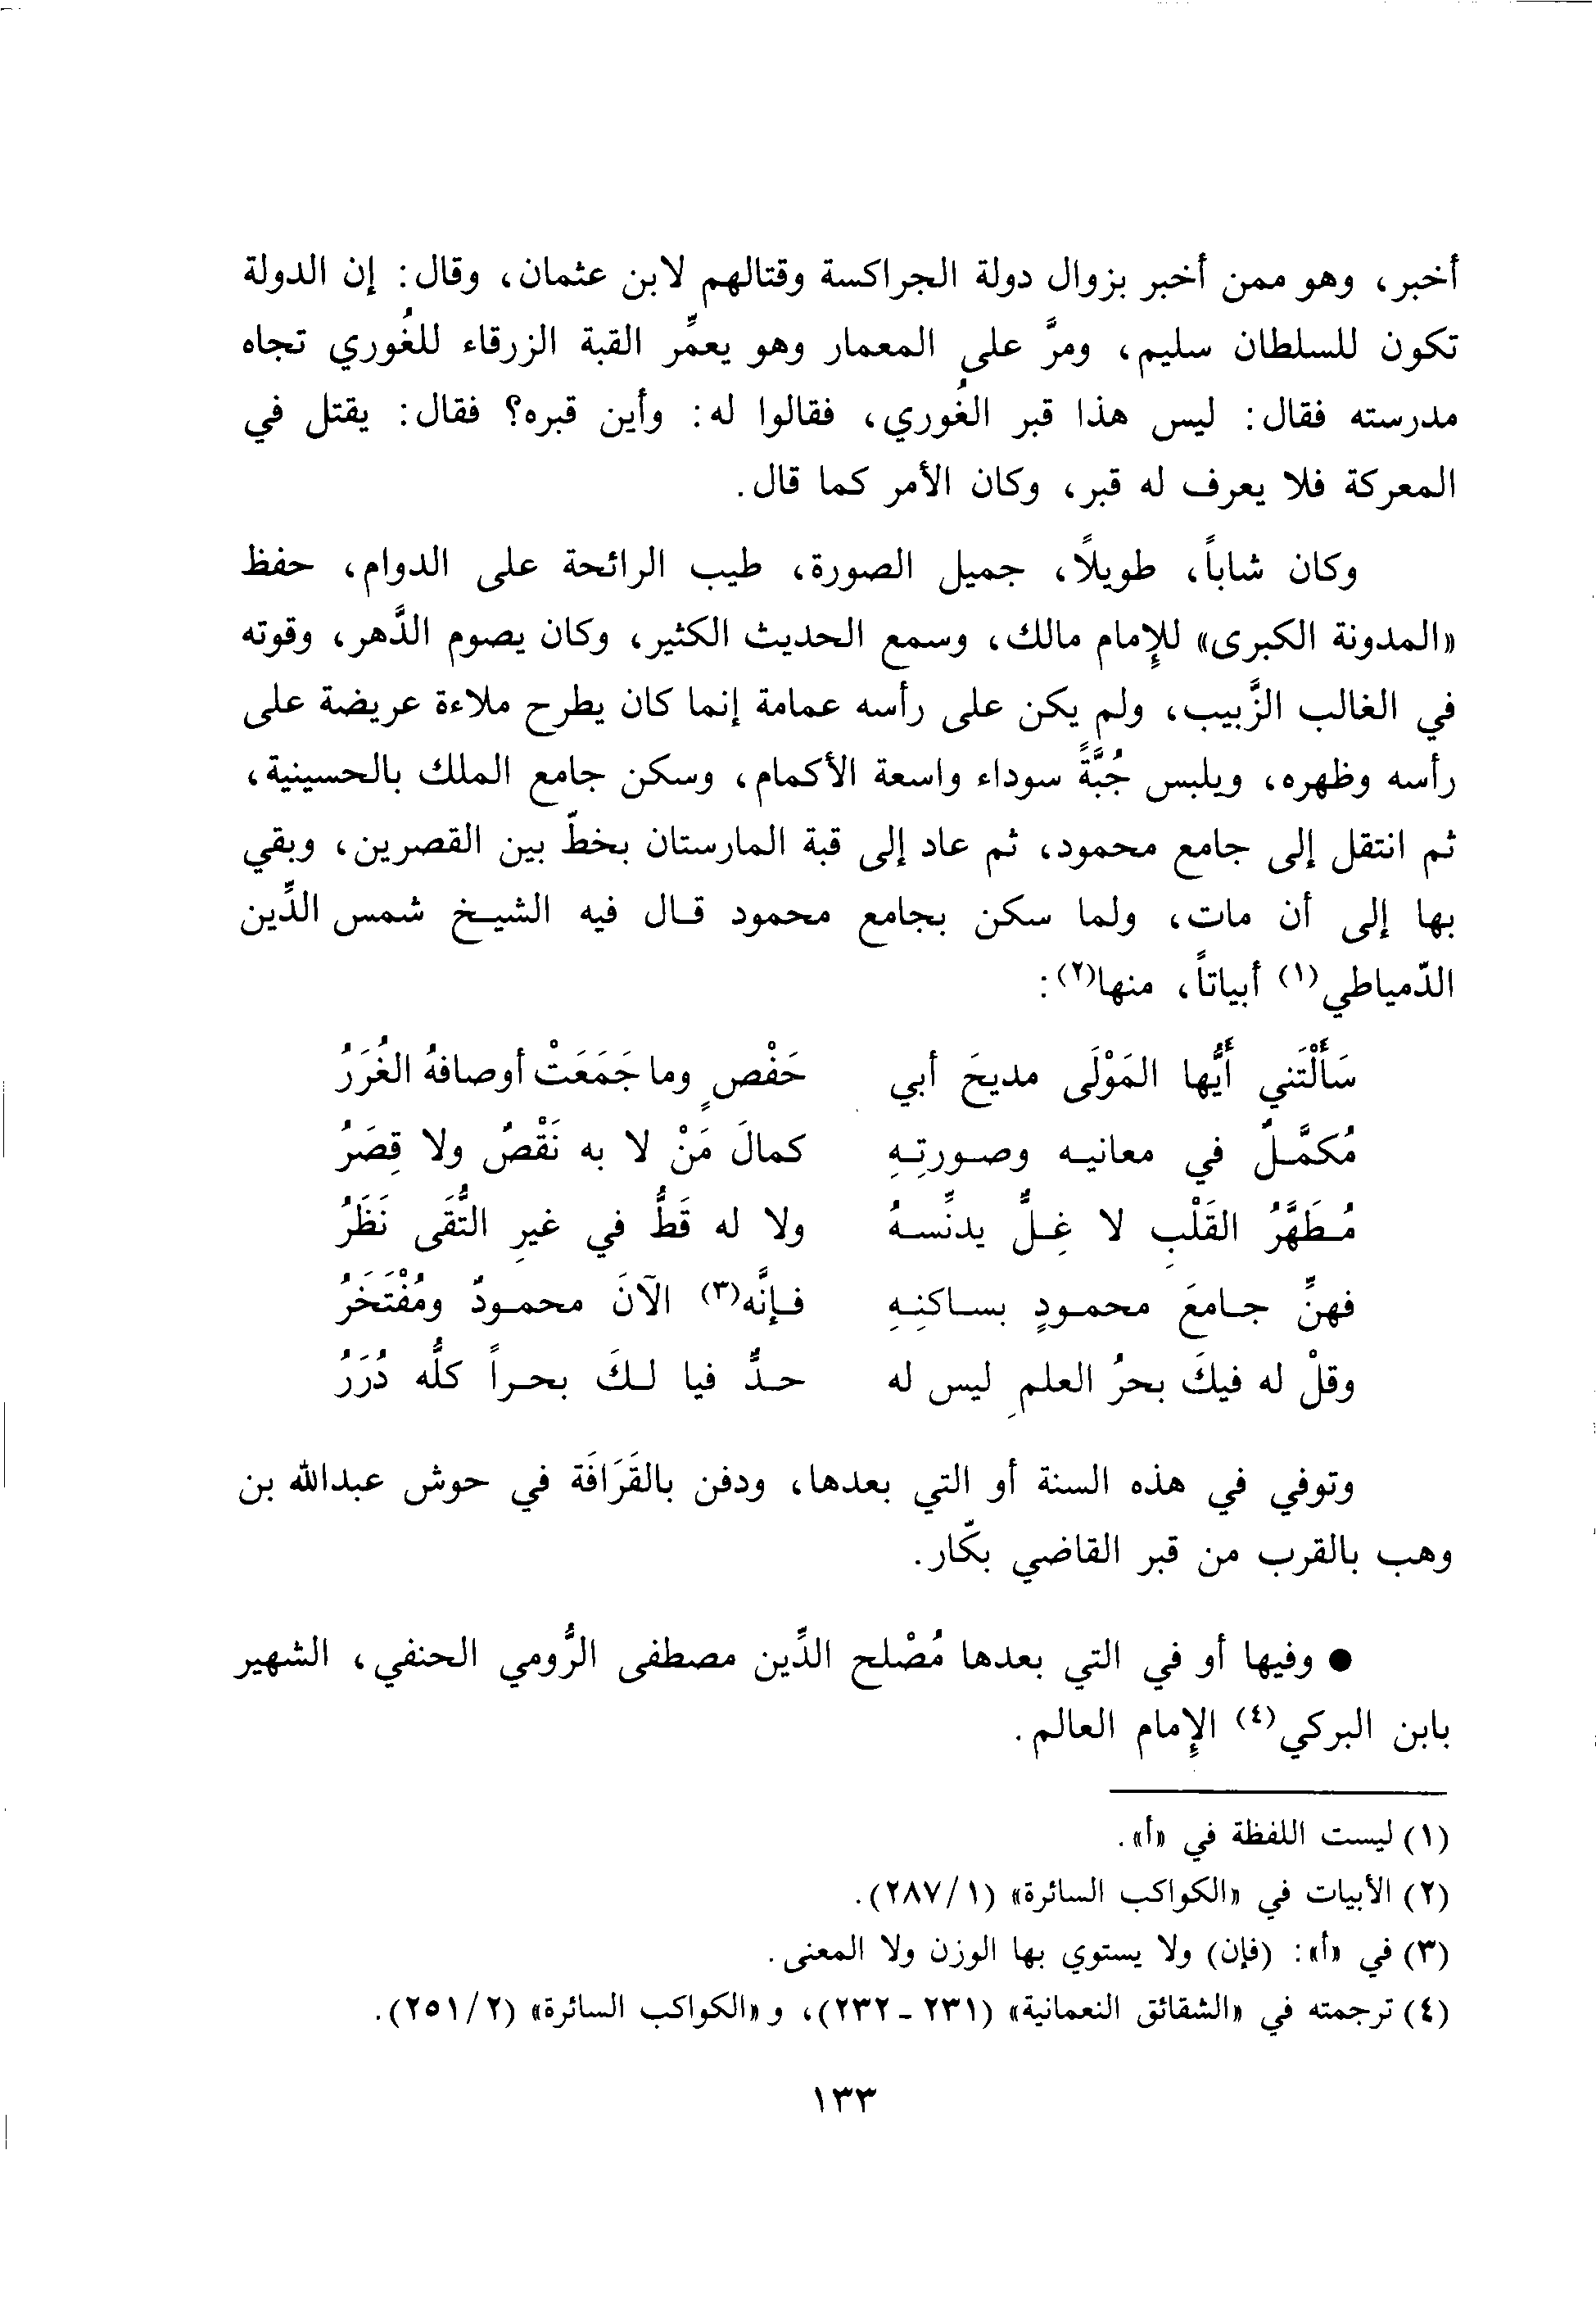 أخبر، وهو ممن أخبر بزوال دولة الجراكسة وقتالهم لابن عثمان، وقال: إن الدولة
تكون للسلطان سليم، ومرَّ على المعمار وهو يعمِّر القبة الزرقاء للغُوري تجاه
مدرسته فقال: ليس هذا قبر الغُوري، فقالوا له: وأين قبره؟ فقال: يقتل في
المعركة فلا يعرف له قبر، وكان الأمر كما قال.
وكان شاباً، طويلاً، جميل الصورة، طيب الرائحة على الدوام، حفظ
«المدونة الكبرى» للإمام مالك، وسمع الحديث الكثير، وكان يصوم الدَّهر، وقوته
في الغالب الزَّبيب، ولم يكن على رأسه عمامة إنما كان يطرح ملاءة عريضة على
رأسه وظهره، ويلبس جُبَّةً سوداء واسعة الأكمام، وسكن جامع الملك بالحسينية،
ثم انتقل إلى جامع محمود، ثم عاد إلى قبة المارستان بخطّ بين القصرين، وبقي
بها إلى أن مات، ولما سكن بجامع محمود قال فيه الشيخ شمس الدِّين
الدّمياطي(١) أبياتاً، منها(٢):
سَأَلْتَني أَيُّها المَوْلَى مديحَ أبي حَفْصٍ وما جَمَعَتْ أوصافهُ الغُرَرُ
مُكمَّلٌ في معانيه وصورتِهِ كمالَ مَنْ لا به نَقْصٌ ولا قِصَرُ
مُطَهَّرُ القَلْبِ لا غِلٌّ يدنِّسهُ ولا له قَطُّ في غيرِ التُّقَى نَظَرُ
فهنِّ جامعَ محمودٍ بساكنِهِ فإنَّه(٣) الآنَ محمودٌ ومُفْتَخَرُ
وقلْ له فيكَ بحرُ العلمِ ليس له حدٌّ فيا لكَ بحراً كلُّه دُرَرُ
وتوفي في هذه السنة أو التي بعدها، ودفن بالقَرَافَة في حوش عبدالله بن
وهب بالقرب من قبر القاضي بكّار.
● وفيها أو في التي بعدها مُصْلح الدِّين مصطفى الرُّومي الحنفي، الشهير
بابن البركي(٤) الإمام العالم.
(١) ليست اللفظة في «أ».
(٢) الأبيات في «الكواكب السائرة» (١/٢٨٧).
(٣) في «أ»: (فإن) ولا يستوي بها الوزن ولا المعنى.
(٤) ترجمته في «الشقائق النعمانية» (٢٣١ - ٢٣٢)، و«الكواكب السائرة» (٢/٢٥١).
١٣٣